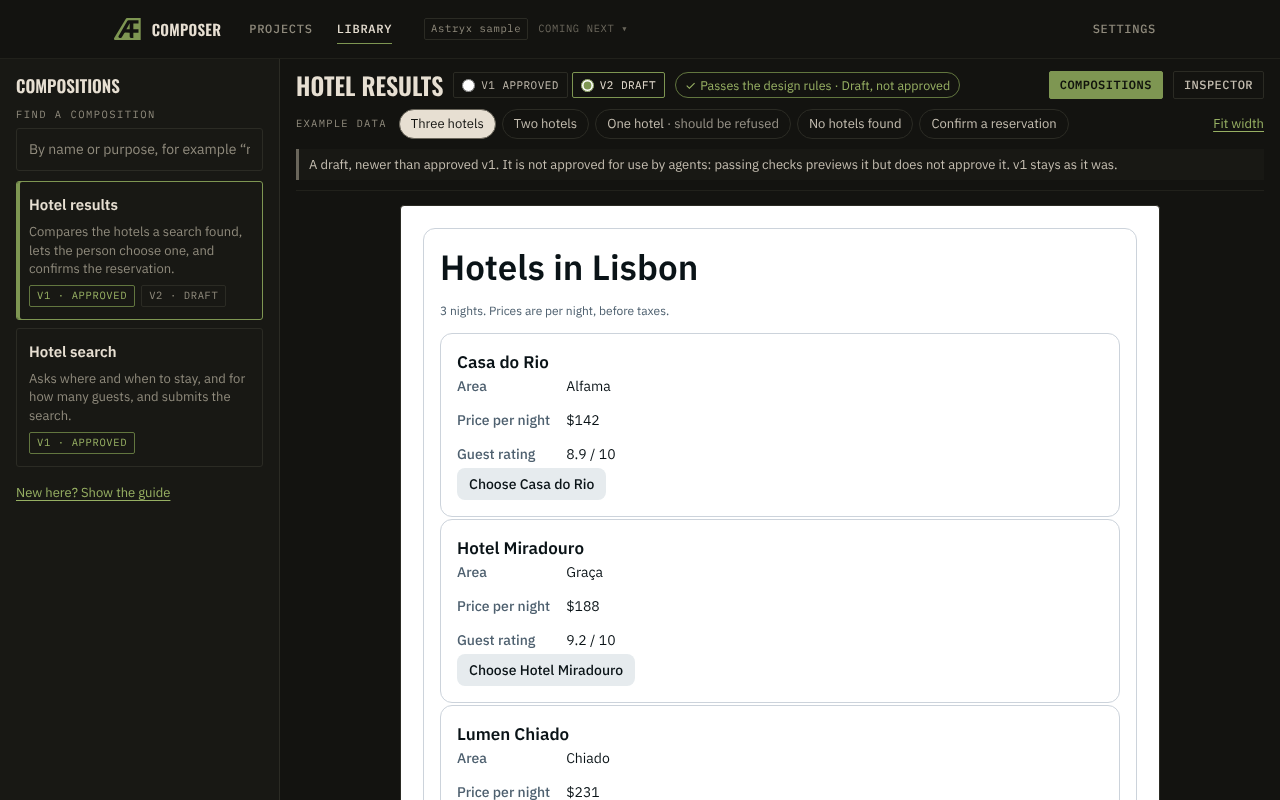 COMPOSER
PROJECTS
LIBRARY
Astryx sample
COMING NEXT ▾
SETTINGS
COMPOSITIONS
FIND A COMPOSITION
By name or purpose, for example “r
Hotel results
Compares the hotels a search found,
lets the person choose one, and
confirms the reservation.
V1 · APPROVED
V2 · DRAFT
Hotel search
Asks where and when to stay, and for
how many guests, and submits the
search.
V1 · APPROVED
New here? Show the guide
HOTEL RESULTS
V1 APPROVED
V2 DRAFT
✓ Passes the design rules · Draft, not approved
COMPOSITIONS
INSPECTOR
EXAMPLE DATA
Three hotels
Two hotels
One hotel · should be refused
No hotels found
Confirm a reservation
Fit width
A draft, newer than approved v1. It is not approved for use by agents: passing checks previews it but does not approve it. v1 stays as it was.
Hotels in Lisbon
3 nights. Prices are per night, before taxes.
Casa do Rio
Area Alfama
Price per night $142
Guest rating 8.9 / 10
Choose Casa do Rio
Hotel Miradouro
Area Graça
Price per night $188
Guest rating 9.2 / 10
Choose Hotel Miradouro
Lumen Chiado
Area Chiado
Price per night $231